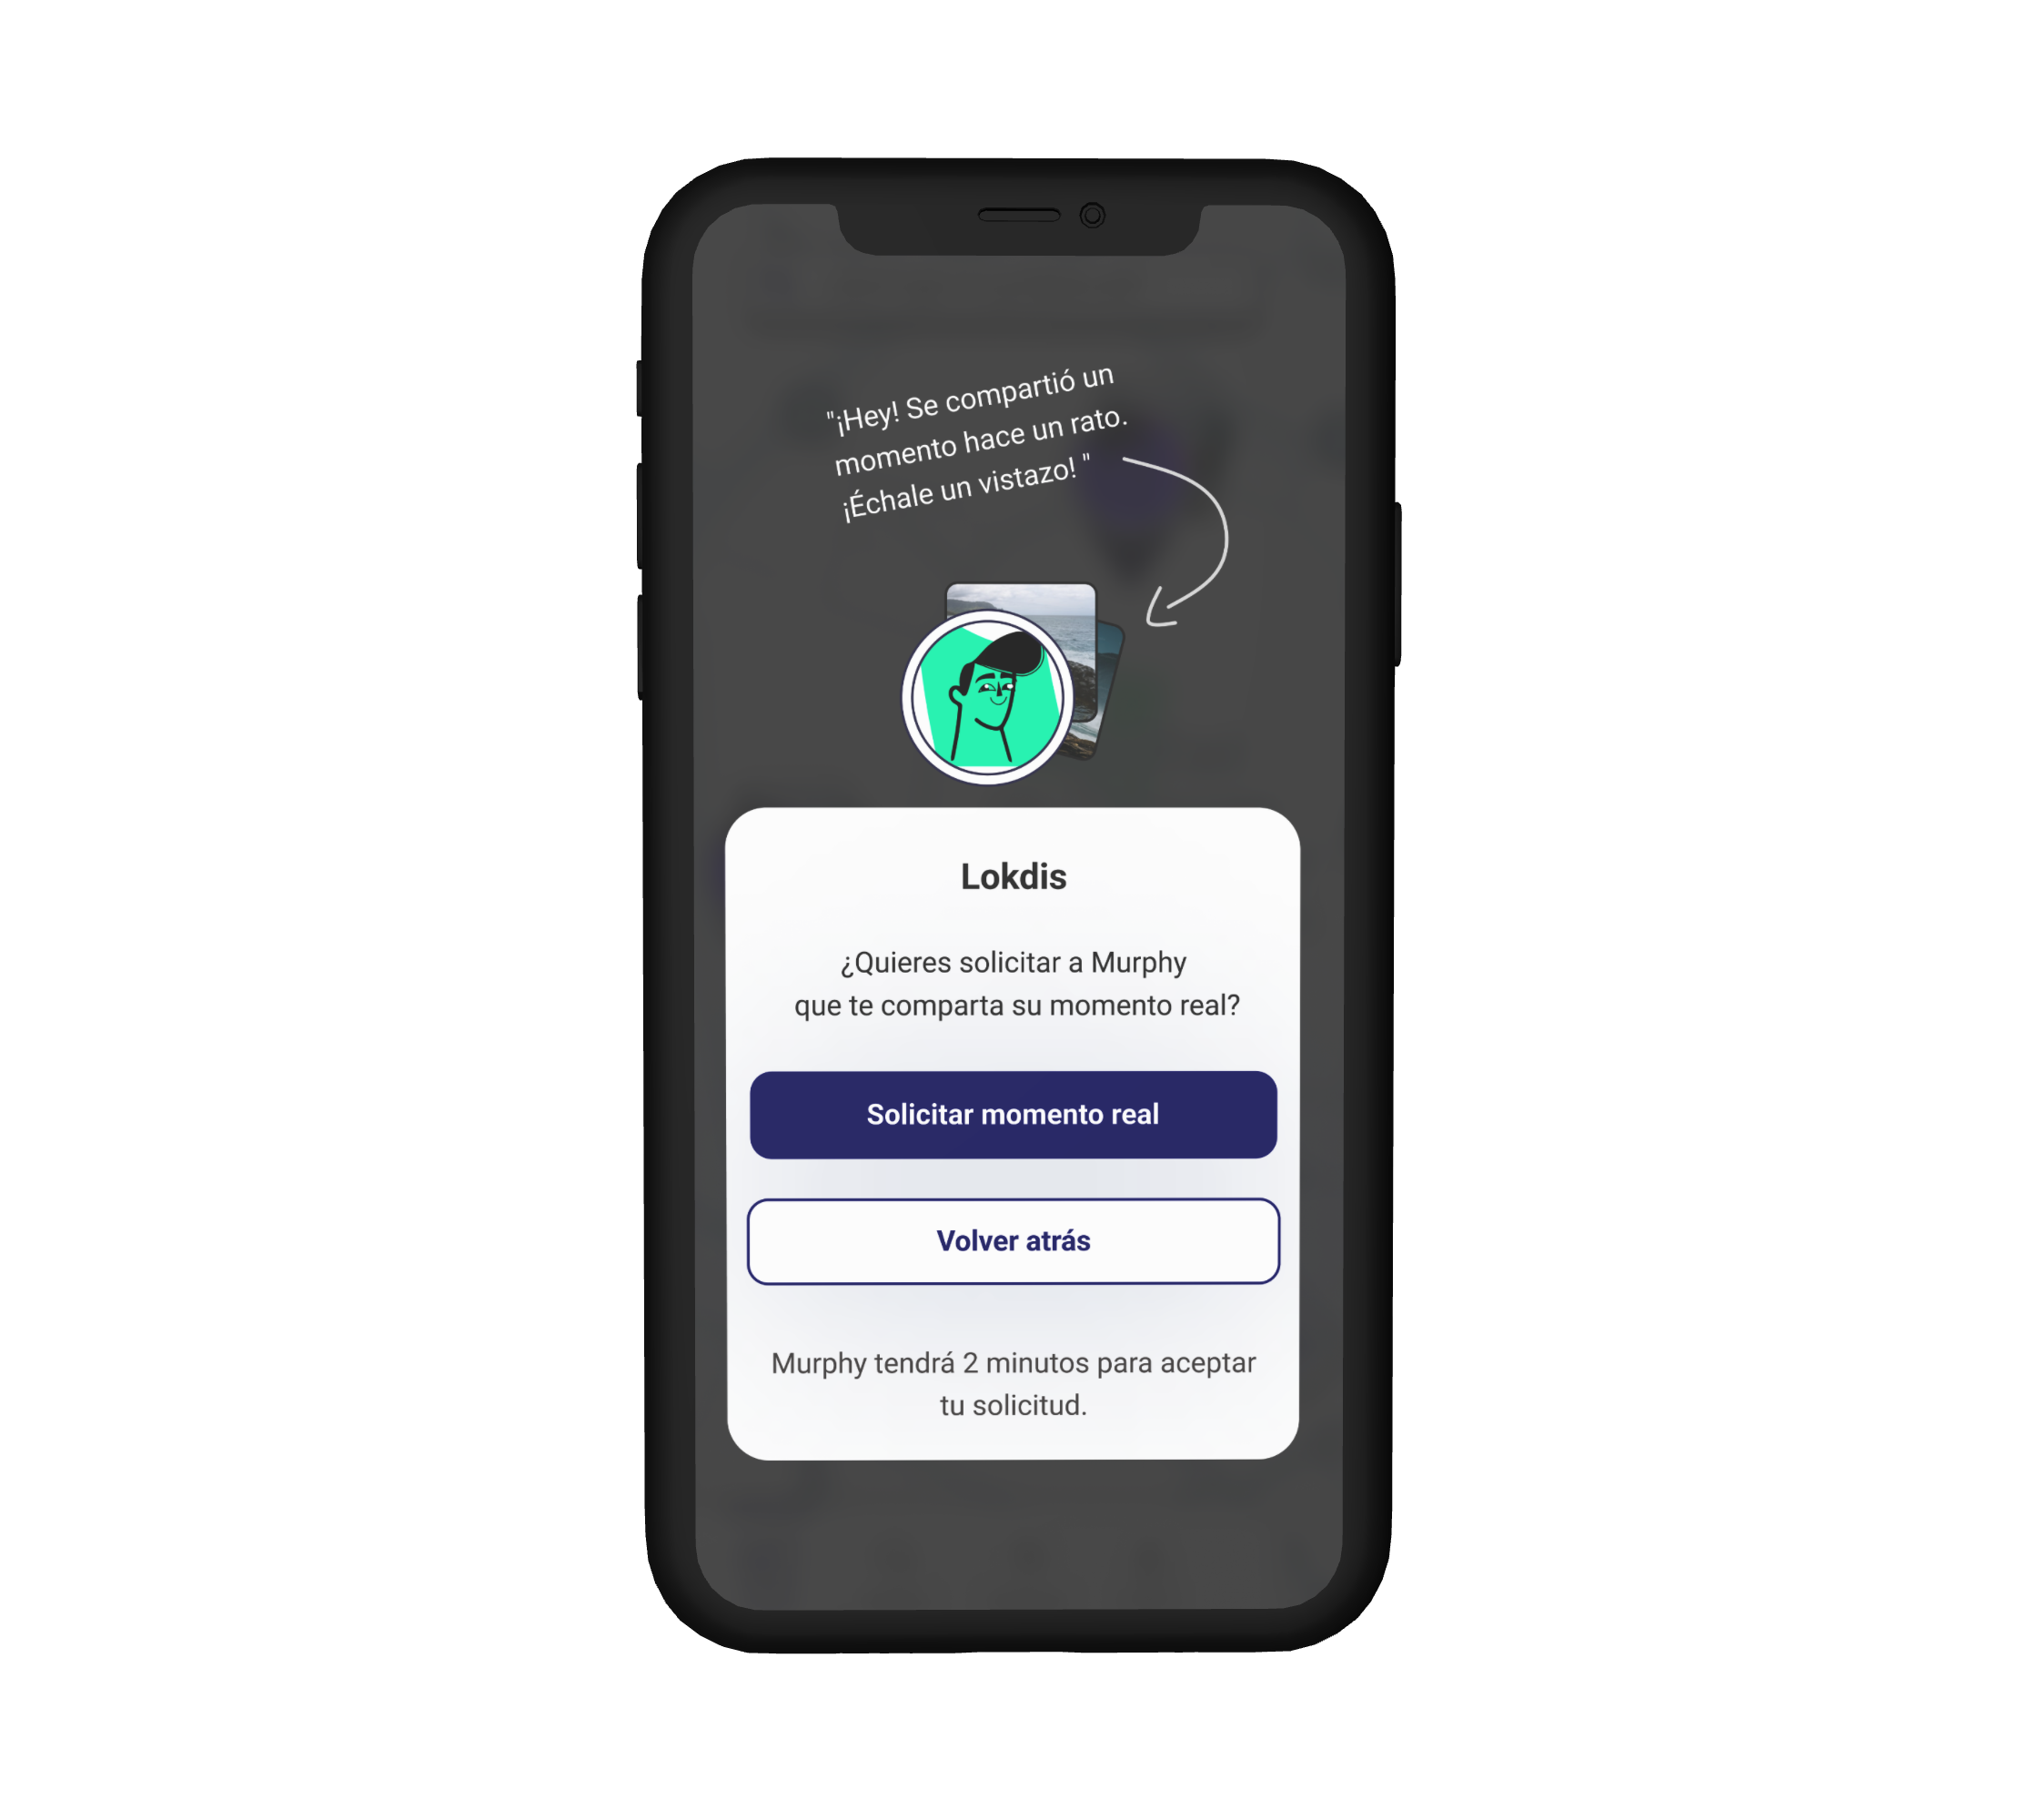 "¡Hey! Se compartió un
momento hace un rato.
¡Échale un vistazo! "
Lokdis
¿Quieres solicitar a Murphy
que te comparta su momento real?
Solicitar momento real
Volver atrás
Murphy tendrá 2 minutos para aceptar
tu solicitud.